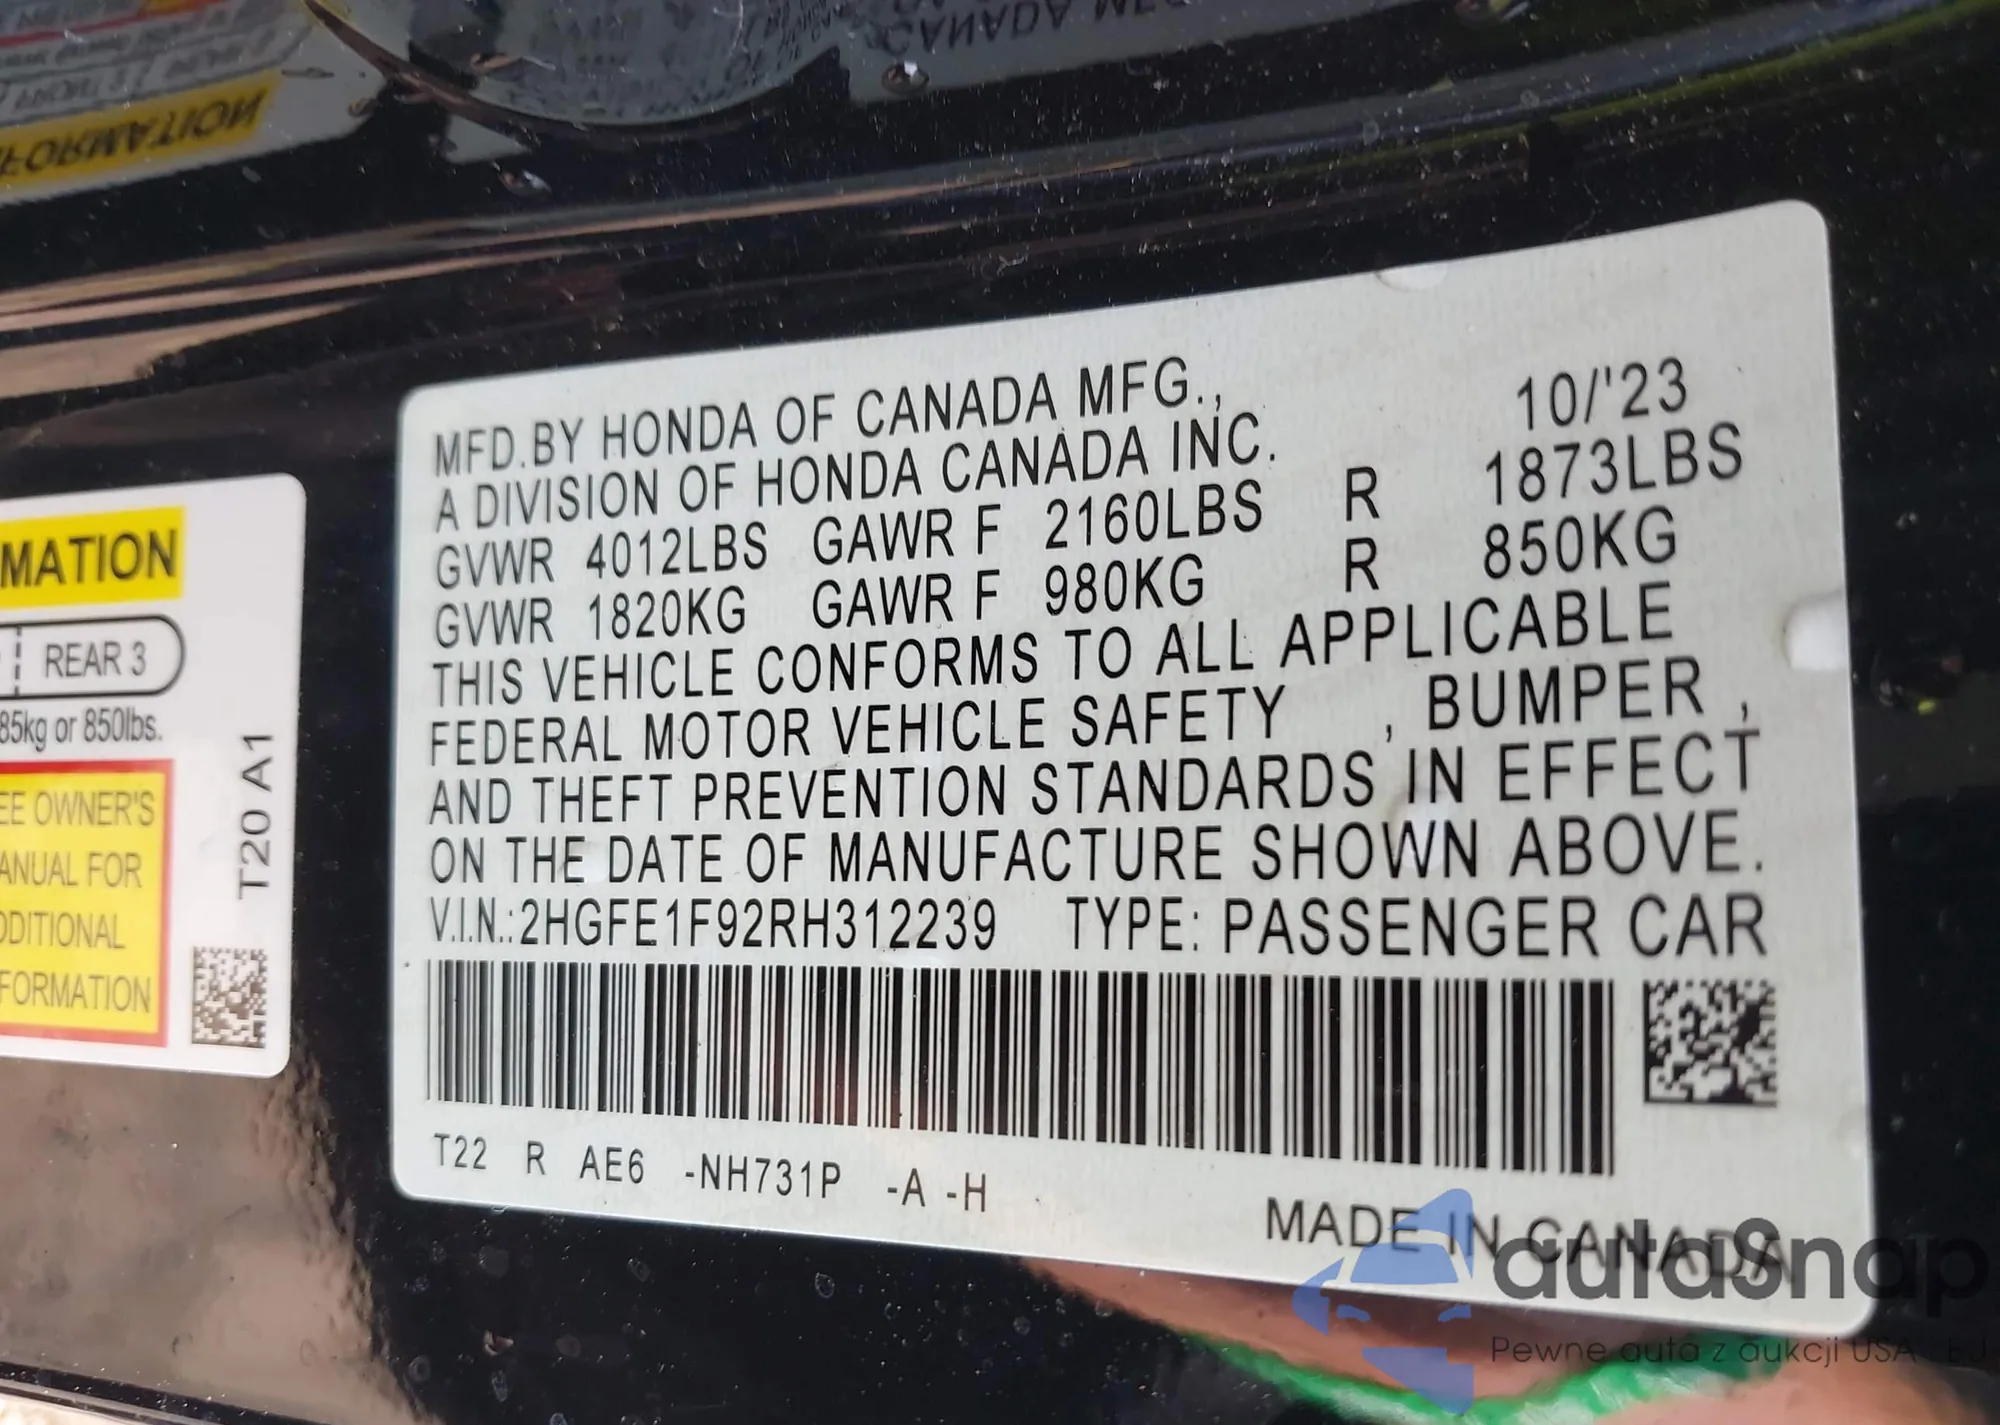 MATION
REAR 3
85kg or 850lbs.
EE OWNER'S
ANUAL FOR
DDITIONAL
FORMATION
T20 A1
MFD.BY HONDA OF CANADA MFG., 10/'23
A DIVISION OF HONDA CANADA INC.
GVWR 4012LBS GAWR F 2160LBS R 1873LBS
GVWR 1820KG GAWR F 980KG R 850KG
THIS VEHICLE CONFORMS TO ALL APPLICABLE
FEDERAL MOTOR VEHICLE SAFETY , BUMPER ,
AND THEFT PREVENTION STANDARDS IN EFFECT
ON THE DATE OF MANUFACTURE SHOWN ABOVE.
V.I.N.:2HGFE1F92RH312239 TYPE: PASSENGER CAR
T22 R AE6 -NH731P -A -H
MADE IN CANADA
autaSnap
Pewne auta z aukcji USA i EU